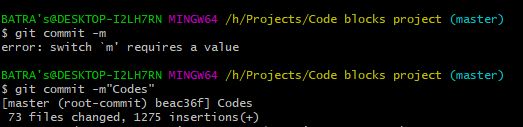 BATRA's@DESKTOP-I2LH7RN MINGW64 /h/Projects/Code blocks project (master)
$ git commit -m
error: switch `m' requires a value
BATRA's@DESKTOP-I2LH7RN MINGW64 /h/Projects/Code blocks project (master)
$ git commit -m"Codes"
[master (root-commit) beac36f] Codes
73 files changed, 1275 insertions(+)